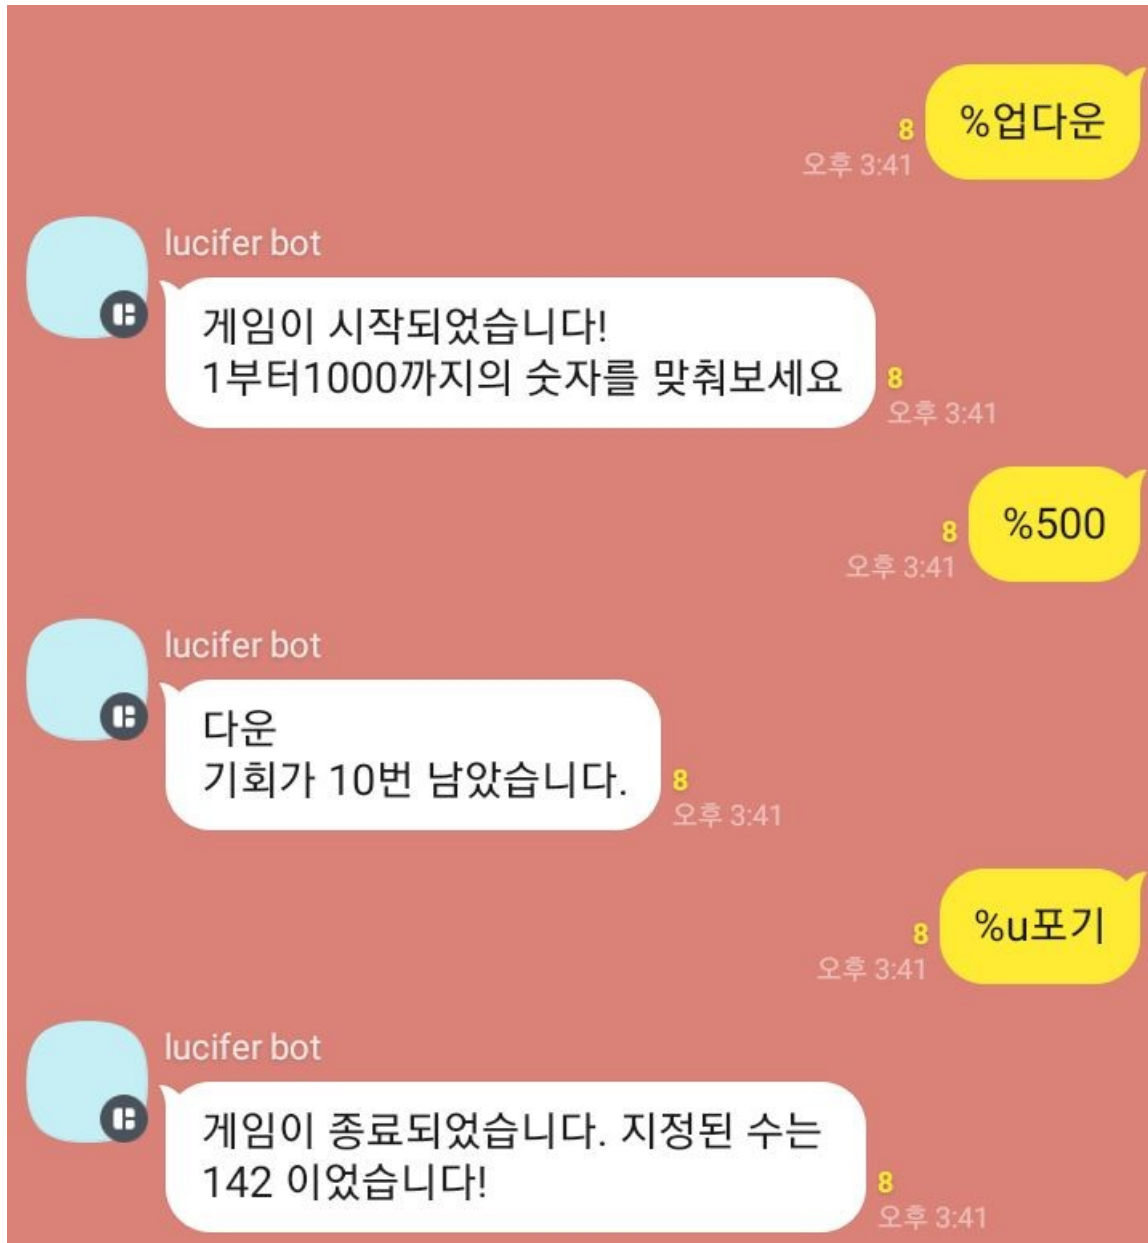 %업다운
8
오후 3:41
lucifer bot
게임이 시작되었습니다!
1부터1000까지의 숫자를 맞춰보세요
8
오후 3:41
%500
8
오후 3:41
lucifer bot
다운
기회가 10번 남았습니다.
8
오후 3:41
%u포기
8
오후 3:41
lucifer bot
게임이 종료되었습니다. 지정된 수는
142 이었습니다!
8
오후 3:41